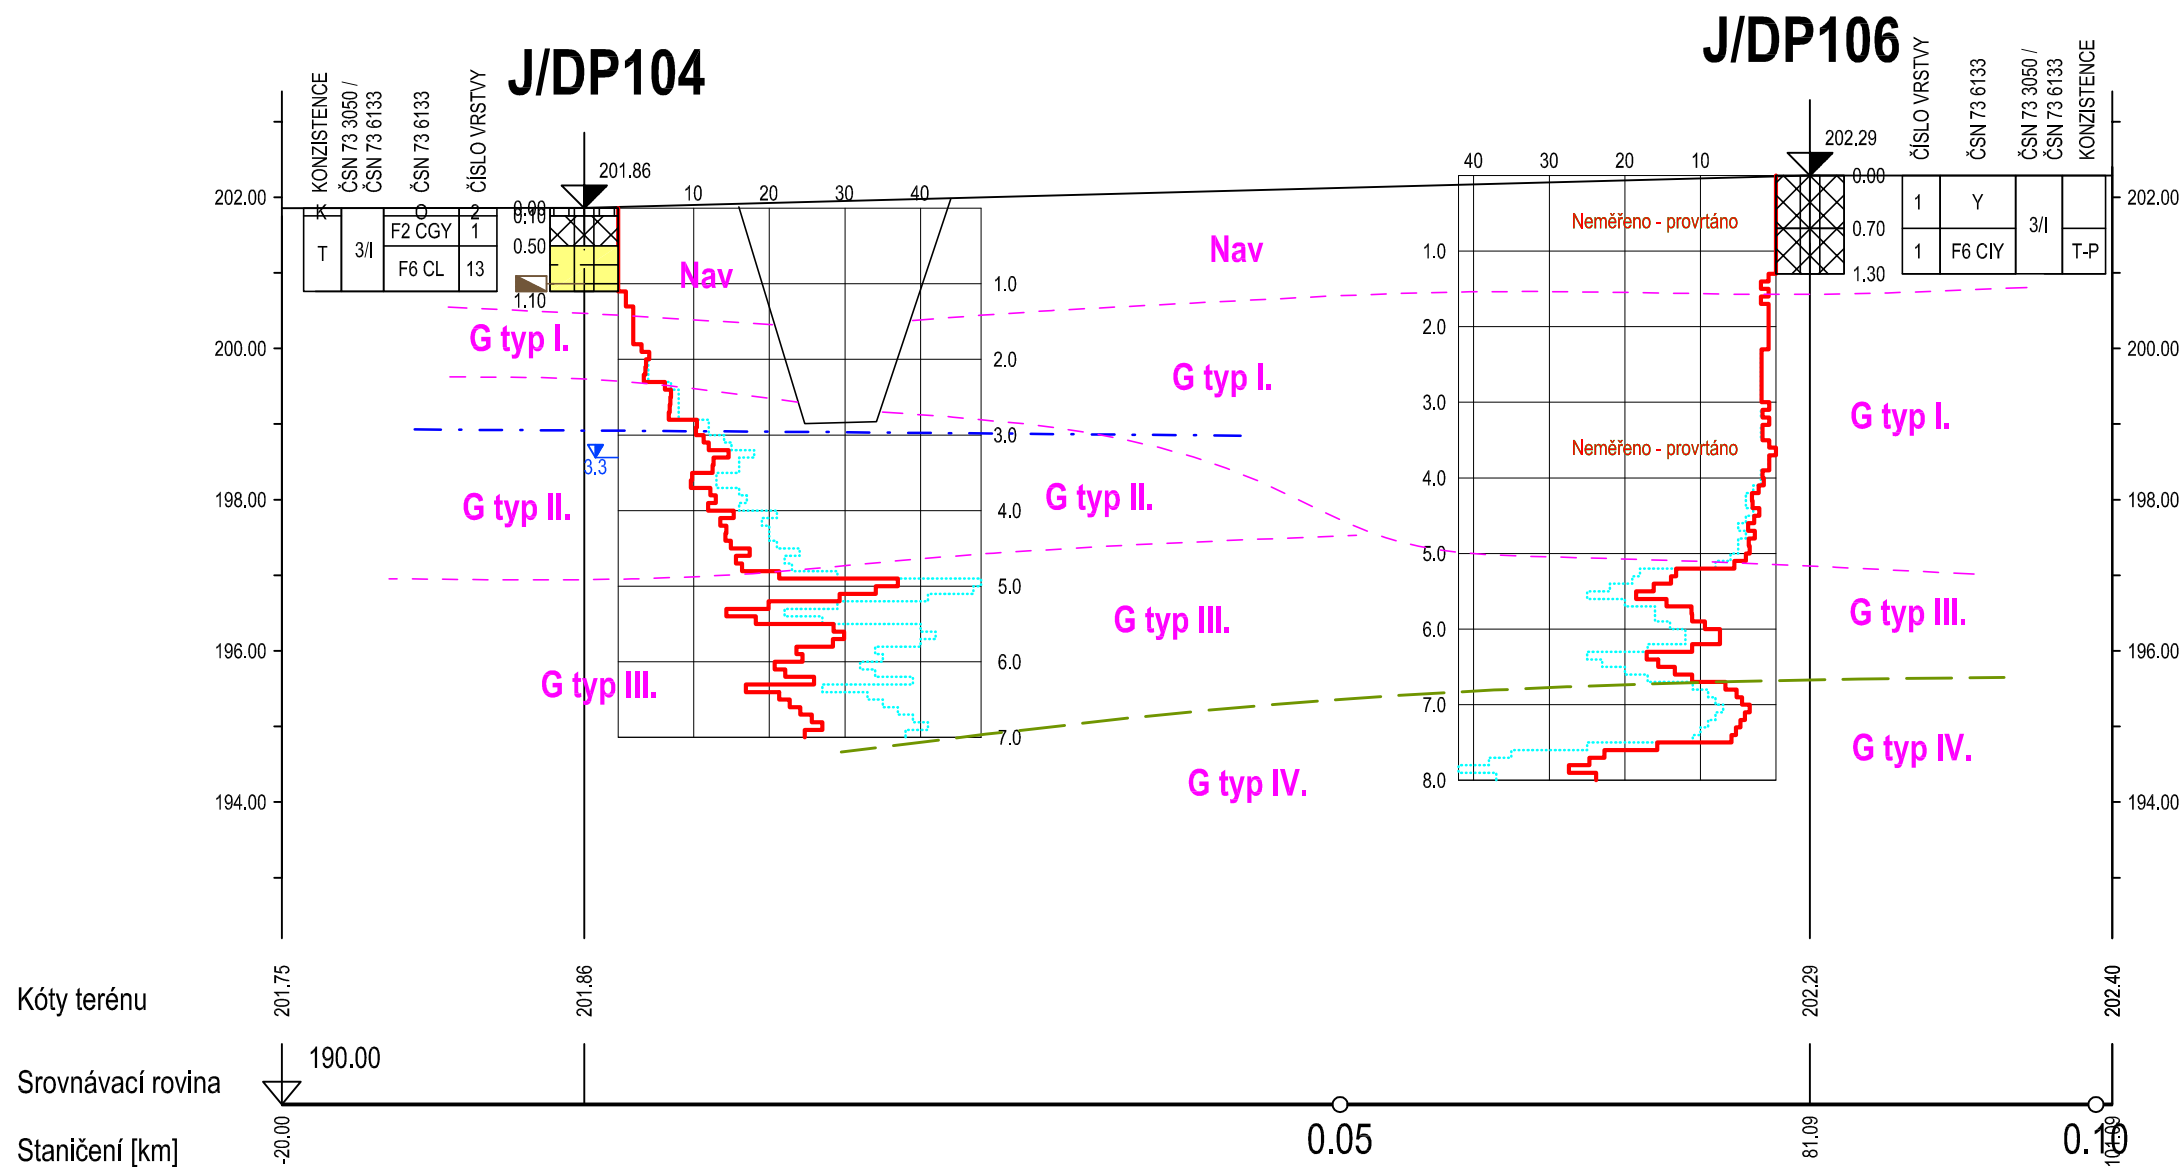 J/DP104
J/DP106
KONZISTENCE
ČSN 73 3050 /
ČSN 73 6133
ČSN 73 6133
ČÍSLO VRSTVY
ČÍSLO VRSTVY
ČSN 73 6133
ČSN 73 3050 /
ČSN 73 6133
KONZISTENCE
201.86
202.29
10 20 30 40
40 30 20 10
202.00
200.00
198.00
196.00
194.00
K O 2
T 3/I F2 CGY 1
F6 CL 13
0.00
0.10
0.50
1.10
3.3
1.0
2.0
3.0
4.0
5.0
6.0
7.0
1.0
2.0
3.0
4.0
5.0
6.0
7.0
8.0
Neměřeno - provrtáno
Neměřeno - provrtáno
0.00
0.70
1.30
1 Y 3/I
1 F6 CIY T-P
202.00
200.00
198.00
196.00
194.00
Nav
Nav
G typ I.
G typ I.
G typ I.
G typ II.
G typ II.
G typ III.
G typ III.
G typ III.
G typ IV.
G typ IV.
Kóty terénu
201.75
201.86
202.29
202.40
Srovnávací rovina
190.00
Staničení [km]
-20.00
0.05
81.09
0.10
101.09